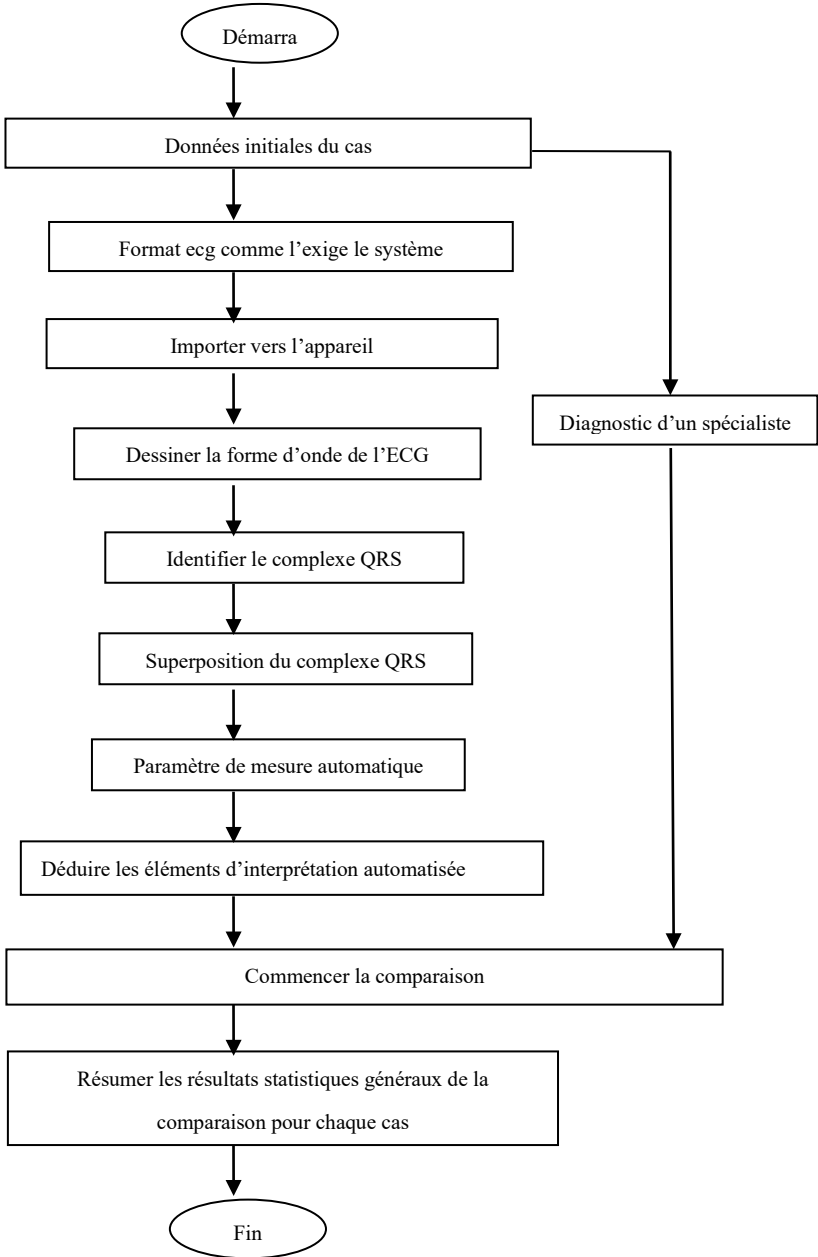 Démarra
Données initiales du cas
Format ecg comme l’exige le système
Importer vers l’appareil
Diagnostic d’un spécialiste
Dessiner la forme d’onde de l’ECG
Identifier le complexe QRS
Superposition du complexe QRS
Paramètre de mesure automatique
Déduire les éléments d’interprétation automatisée
Commencer la comparaison
Résumer les résultats statistiques généraux de la
comparaison pour chaque cas
Fin